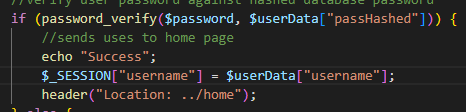 //verify user password against hashed database password
if (password_verify($password, $userData["passHashed"])) {
//sends uses to home page
echo "Success";
$_SESSION["username"] = $userData["username"];
header("Location: ../home");
} else {